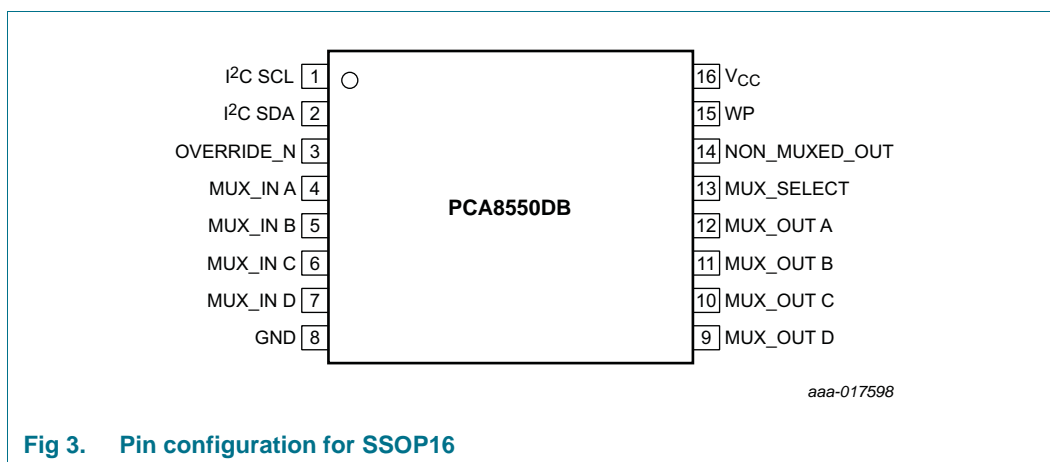 I2C SCL 1
I2C SDA 2
OVERRIDE_N 3
MUX_IN A 4
MUX_IN B 5
MUX_IN C 6
MUX_IN D 7
GND 8
PCA8550DB
16 VCC
15 WP
14 NON_MUXED_OUT
13 MUX_SELECT
12 MUX_OUT A
11 MUX_OUT B
10 MUX_OUT C
9 MUX_OUT D
aaa-017598
Fig 3. Pin configuration for SSOP16